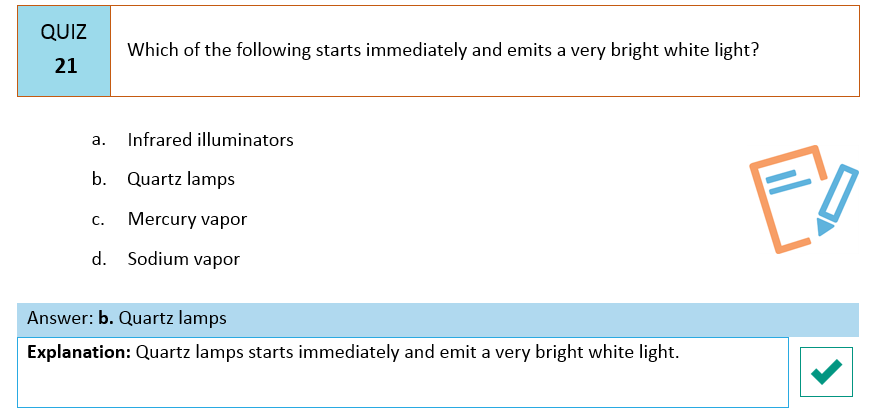 QUIZ
21
Which of the following starts immediately and emits a very bright white light?
a. Infrared illuminators
b. Quartz lamps
c. Mercury vapor
d. Sodium vapor
Answer: b. Quartz lamps
Explanation: Quartz lamps starts immediately and emit a very bright white light.